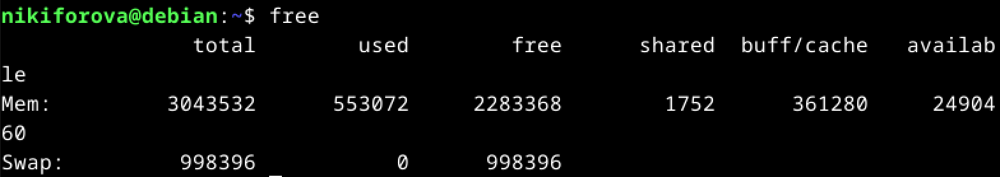 nikiforova@debian:~$ free
               total        used        free      shared  buff/cache   availab
le
Mem:         3043532      553072     2283368        1752      361280     24904
60
Swap:         998396           0      998396